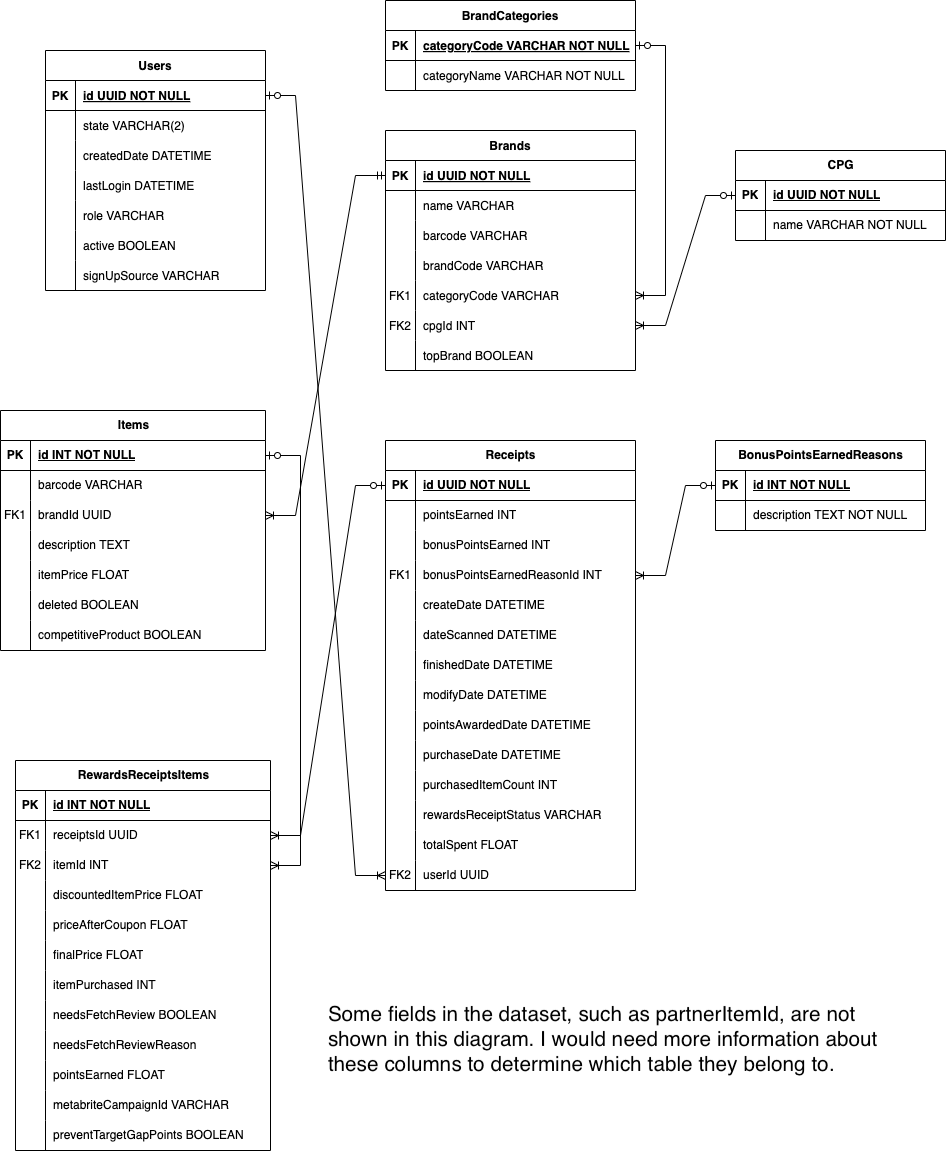 BrandCategories
PK categoryCode VARCHAR NOT NULL
categoryName VARCHAR NOT NULL
Users
PK id UUID NOT NULL
state VARCHAR(2)
createdDate DATETIME
lastLogin DATETIME
role VARCHAR
active BOOLEAN
signUpSource VARCHAR
Brands
PK id UUID NOT NULL
name VARCHAR
barcode VARCHAR
brandCode VARCHAR
FK1 categoryCode VARCHAR
FK2 cpgId INT
topBrand BOOLEAN
CPG
PK id UUID NOT NULL
name VARCHAR NOT NULL
Items
PK id INT NOT NULL
barcode VARCHAR
FK1 brandId UUID
description TEXT
itemPrice FLOAT
deleted BOOLEAN
competitiveProduct BOOLEAN
Receipts
PK id UUID NOT NULL
pointsEarned INT
bonusPointsEarned INT
FK1 bonusPointsEarnedReasonId INT
createDate DATETIME
dateScanned DATETIME
finishedDate DATETIME
modifyDate DATETIME
pointsAwardedDate DATETIME
purchaseDate DATETIME
purchasedItemCount INT
rewardsReceiptStatus VARCHAR
totalSpent FLOAT
FK2 userId UUID
BonusPointsEarnedReasons
PK id INT NOT NULL
description TEXT NOT NULL
RewardsReceiptsItems
PK id INT NOT NULL
FK1 receiptsId UUID
FK2 itemId INT
discountedItemPrice FLOAT
priceAfterCoupon FLOAT
finalPrice FLOAT
itemPurchased INT
needsFetchReview BOOLEAN
needsFetchReviewReason
pointsEarned FLOAT
metabriteCampaignId VARCHAR
preventTargetGapPoints BOOLEAN
Some fields in the dataset, such as partnerItemId, are not
shown in this diagram. I would need more information about
these columns to determine which table they belong to.